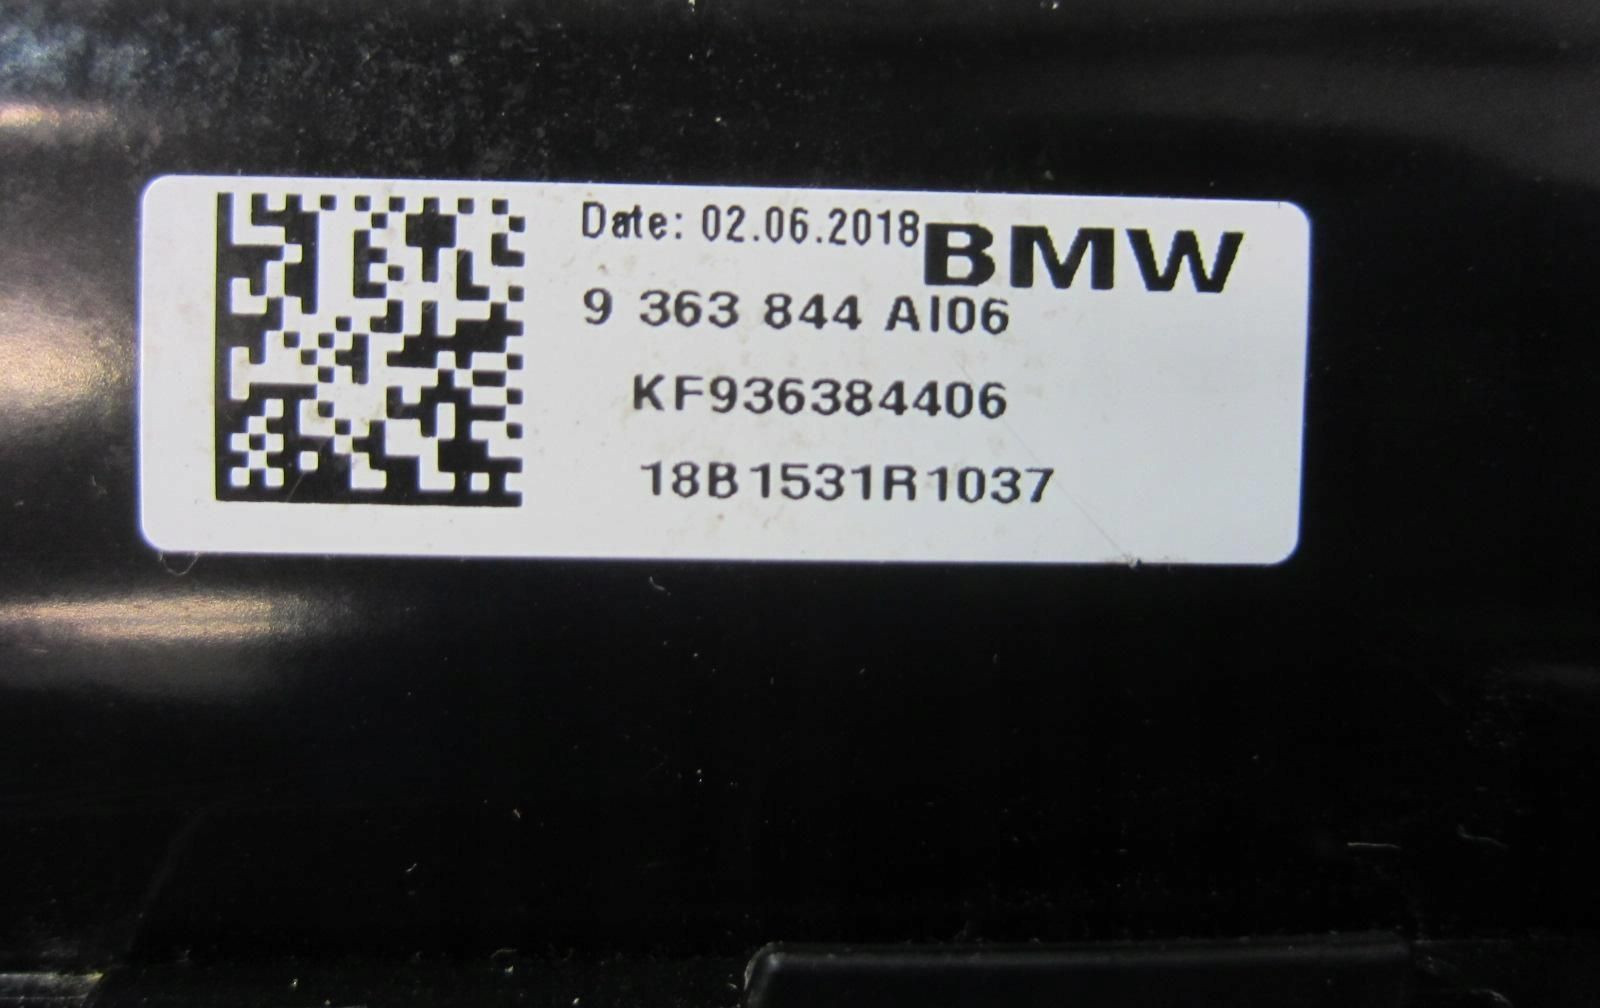 Date: 02.06.2018 BMW
9 363 844 AI06
KF936384406
18B1531R1037